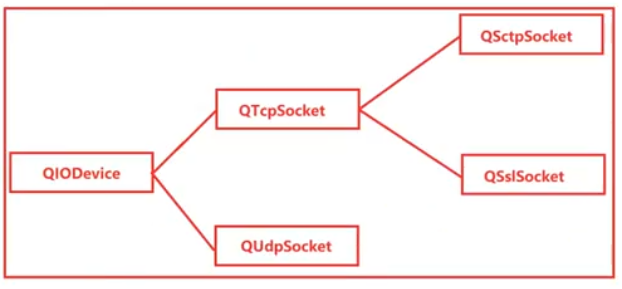 QSctpSocket
QTcpSocket
QIODevice
QSslSocket
QUdpSocket